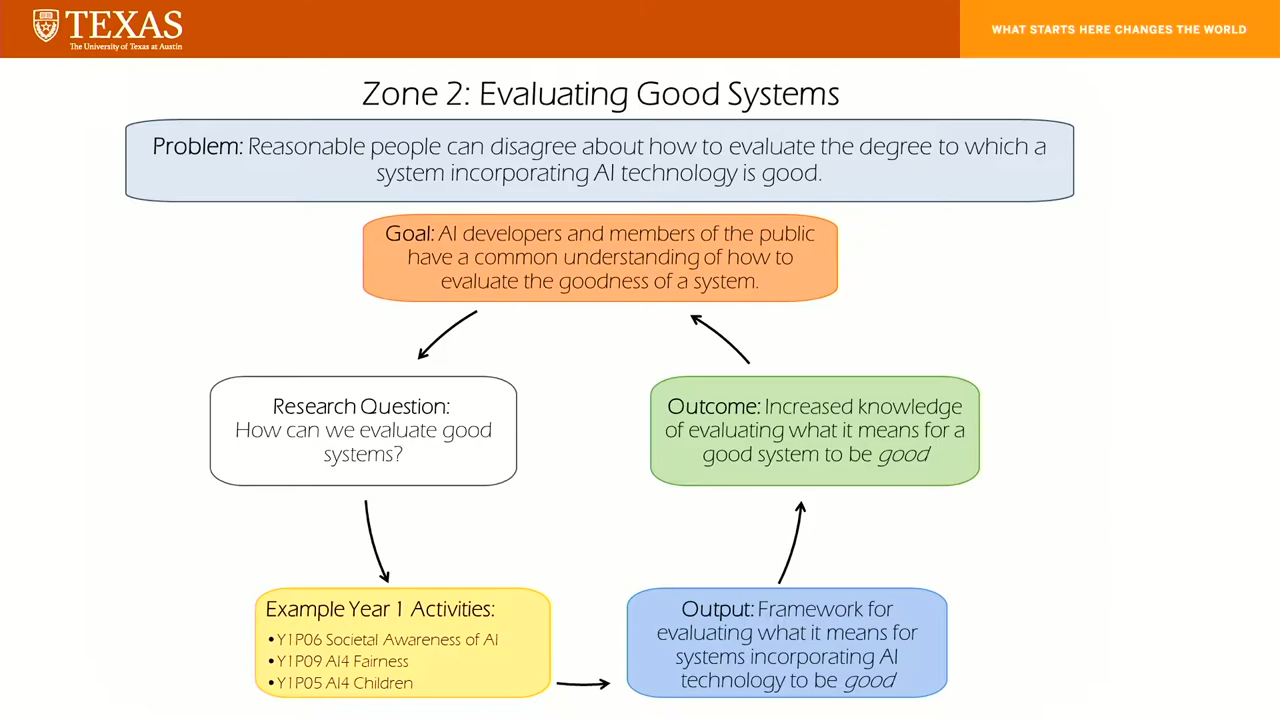 TEXAS
The University of Texas at Austin
WHAT STARTS HERE CHANGES THE WORLD
Zone 2: Evaluating Good Systems
Problem: Reasonable people can disagree about how to evaluate the degree to which a
system incorporating AI technology is good.
Goal: AI developers and members of the public
have a common understanding of how to
evaluate the goodness of a system.
Research Question:
How can we evaluate good
systems?
Outcome: Increased knowledge
of evaluating what it means for a
good system to be good
Example Year 1 Activities:
• Y1P06 Societal Awareness of AI
• Y1P09 AI4 Fairness
• Y1P05 AI4 Children
Output: Framework for
evaluating what it means for
systems incorporating AI
technology to be good